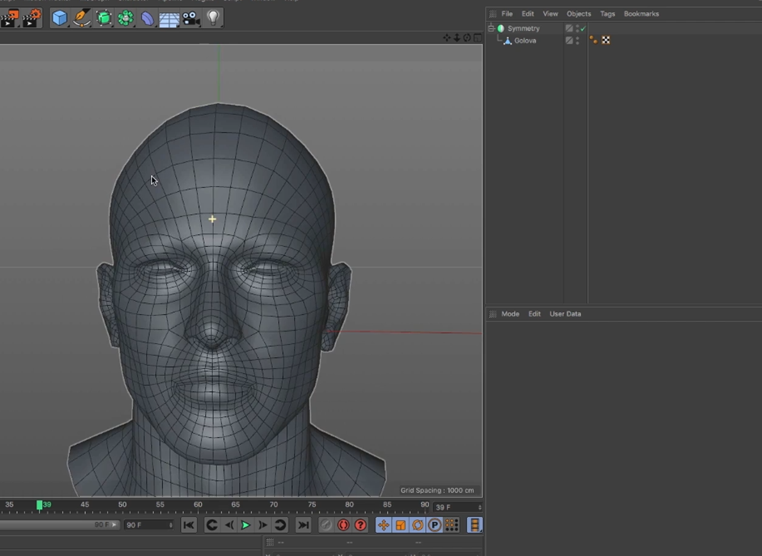 File Edit View Objects Tags Bookmarks
Symmetry
Golova
Mode Edit User Data
Grid Spacing : 1000 cm
35 39 45 50 55 60 65 70 75 80 85 90 39 F
90 F 90 F
-- -- --